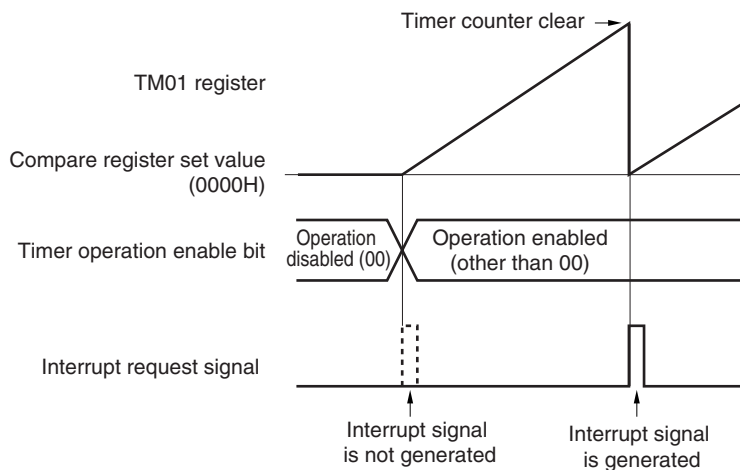 Timer counter clear
TM01 register
Compare register set value
(0000H)
Timer operation enable bit
Operation
disabled (00)
Operation enabled
(other than 00)
Interrupt request signal
Interrupt signal
is not generated
Interrupt signal
is generated